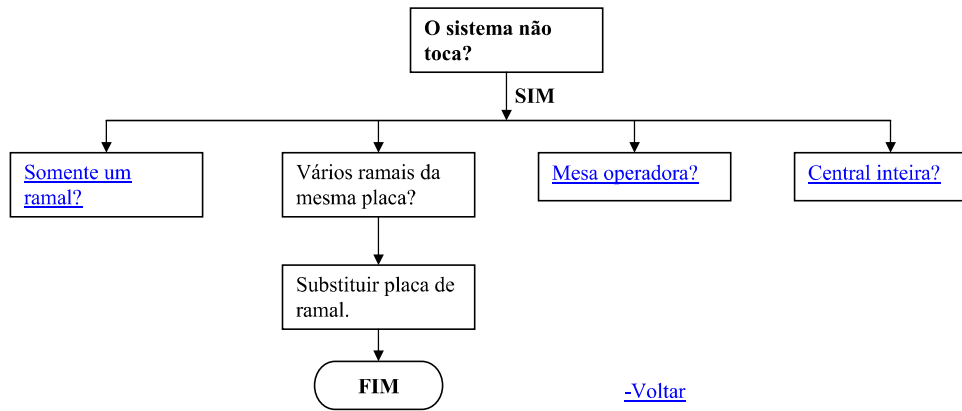 O sistema não
toca?
SIM
Somente um
ramal?
Vários ramais da
mesma placa?
Mesa operadora?
Central inteira?
Substituir placa de
ramal.
FIM
-Voltar